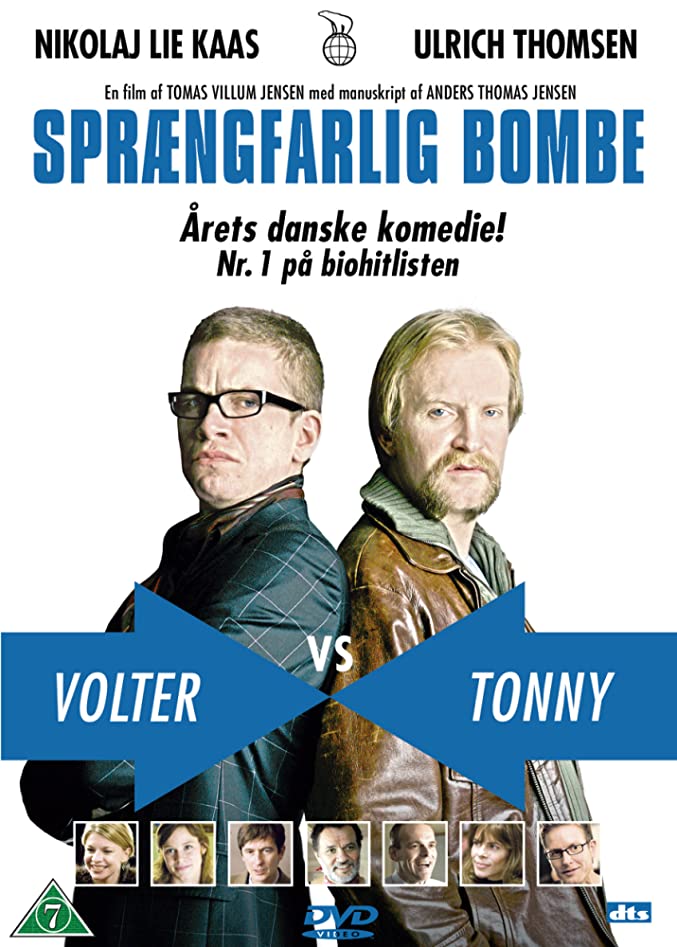 NIKOLAJ LIE KAAS ULRICH THOMSEN
En film af TOMAS VILLUM JENSEN med manuskript af ANDERS THOMAS JENSEN
SPRÆNGFARLIG BOMBE
Årets danske komedie!
Nr. 1 på biohitlisten
VS
VOLTER TONNY
7
DVD
VIDEO
dts